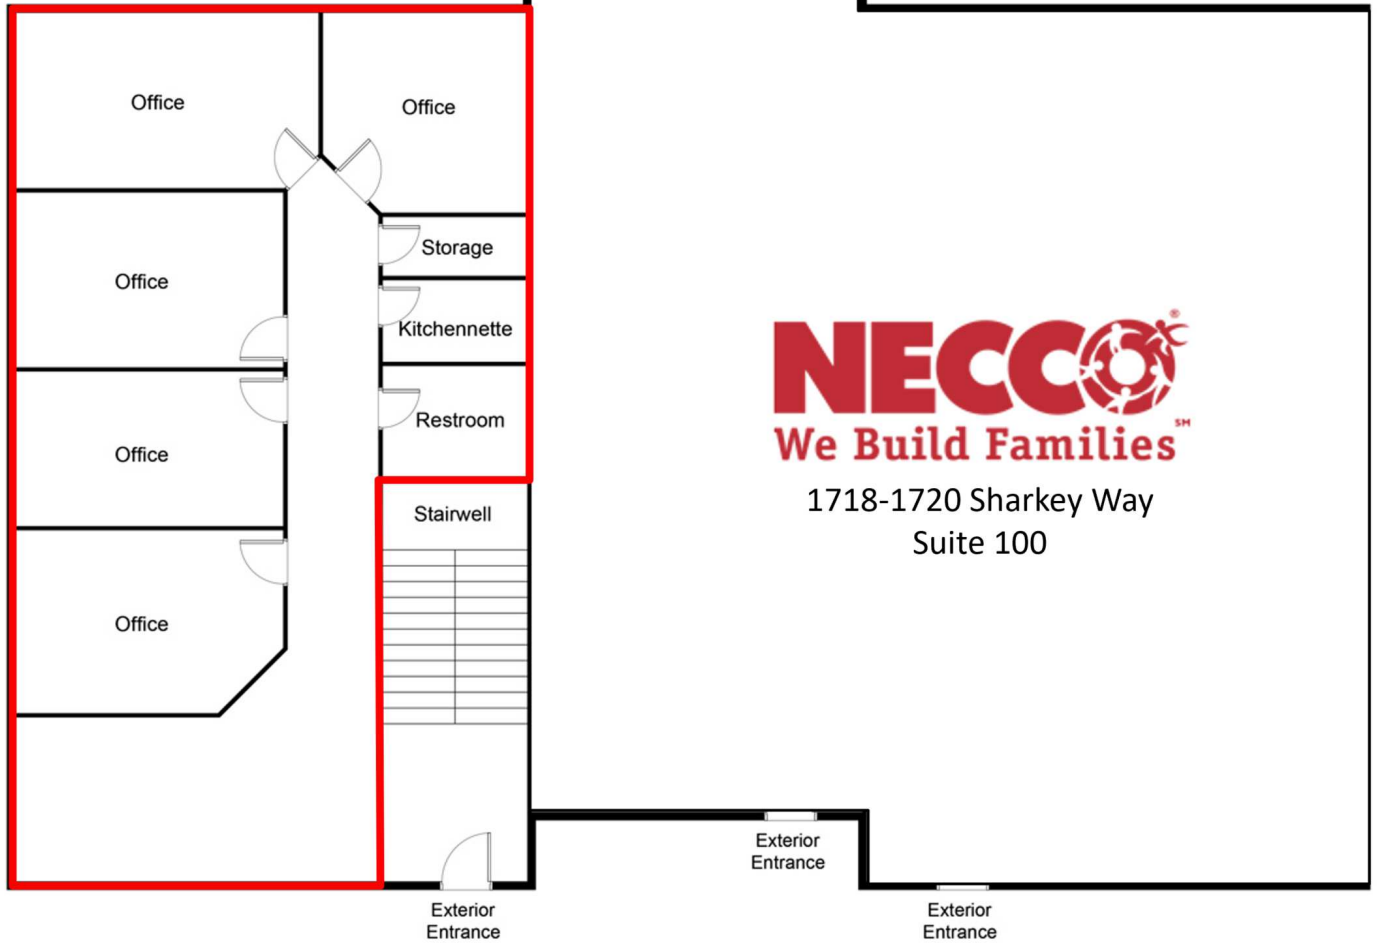 Office
Office
Office
Storage
Kitchennette
Restroom
Office
Office
Stairwell
NECCO®
We Build Families℠
1718-1720 Sharkey Way
Suite 100
Exterior
Entrance
Exterior
Entrance
Exterior
Entrance